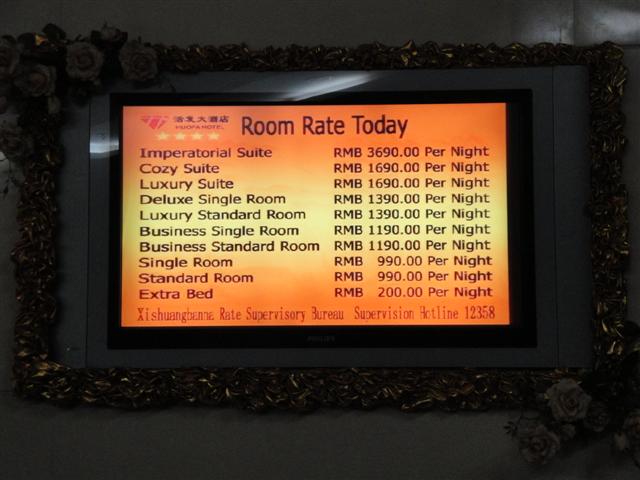 活发大酒店
HUOFA HOTEL
Room Rate Today
Imperatorial Suite RMB 3690.00 Per Night
Cozy Suite RMB 1690.00 Per Night
Luxury Suite RMB 1690.00 Per Night
Deluxe Single Room RMB 1390.00 Per Night
Luxury Standard Room RMB 1390.00 Per Night
Business Single Room RMB 1190.00 Per Night
Business Standard Room RMB 1190.00 Per Night
Single Room RMB 990.00 Per Night
Standard Room RMB 990.00 Per Night
Extra Bed RMB 200.00 Per Night
Xishuangbanna Rate Supervisory Bureau Supervision Hotline 12358
PHILIPS